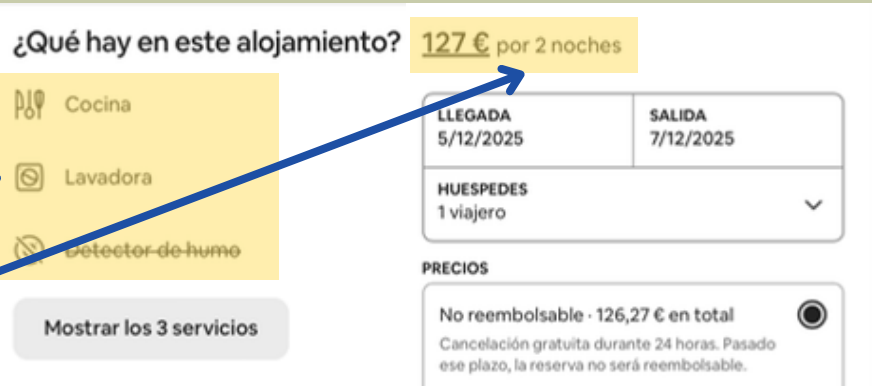 ¿Qué hay en este alojamiento?
Cocina
Lavadora
Detector de humo
Mostrar los 3 servicios
127 € por 2 noches
LLEGADA
5/12/2025
SALIDA
7/12/2025
HUESPEDES
1 viajero
PRECIOS
No reembolsable · 126,27 € en total
Cancelación gratuita durante 24 horas. Pasado
ese plazo, la reserva no será reembolsable.